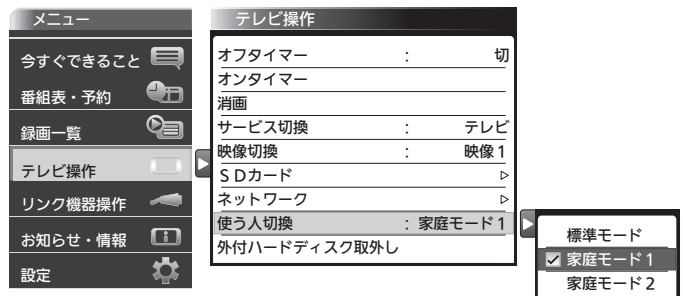 メニュー
今すぐできること
番組表・予約
録画一覧
テレビ操作
リンク機器操作
お知らせ・情報
設定
テレビ操作
オフタイマー : 切
オンタイマー
消画
サービス切換 : テレビ
映像切換 : 映像1
SDカード
ネットワーク
使う人切換 : 家庭モード1
外付ハードディスク取外し
標準モード
家庭モード1
家庭モード2